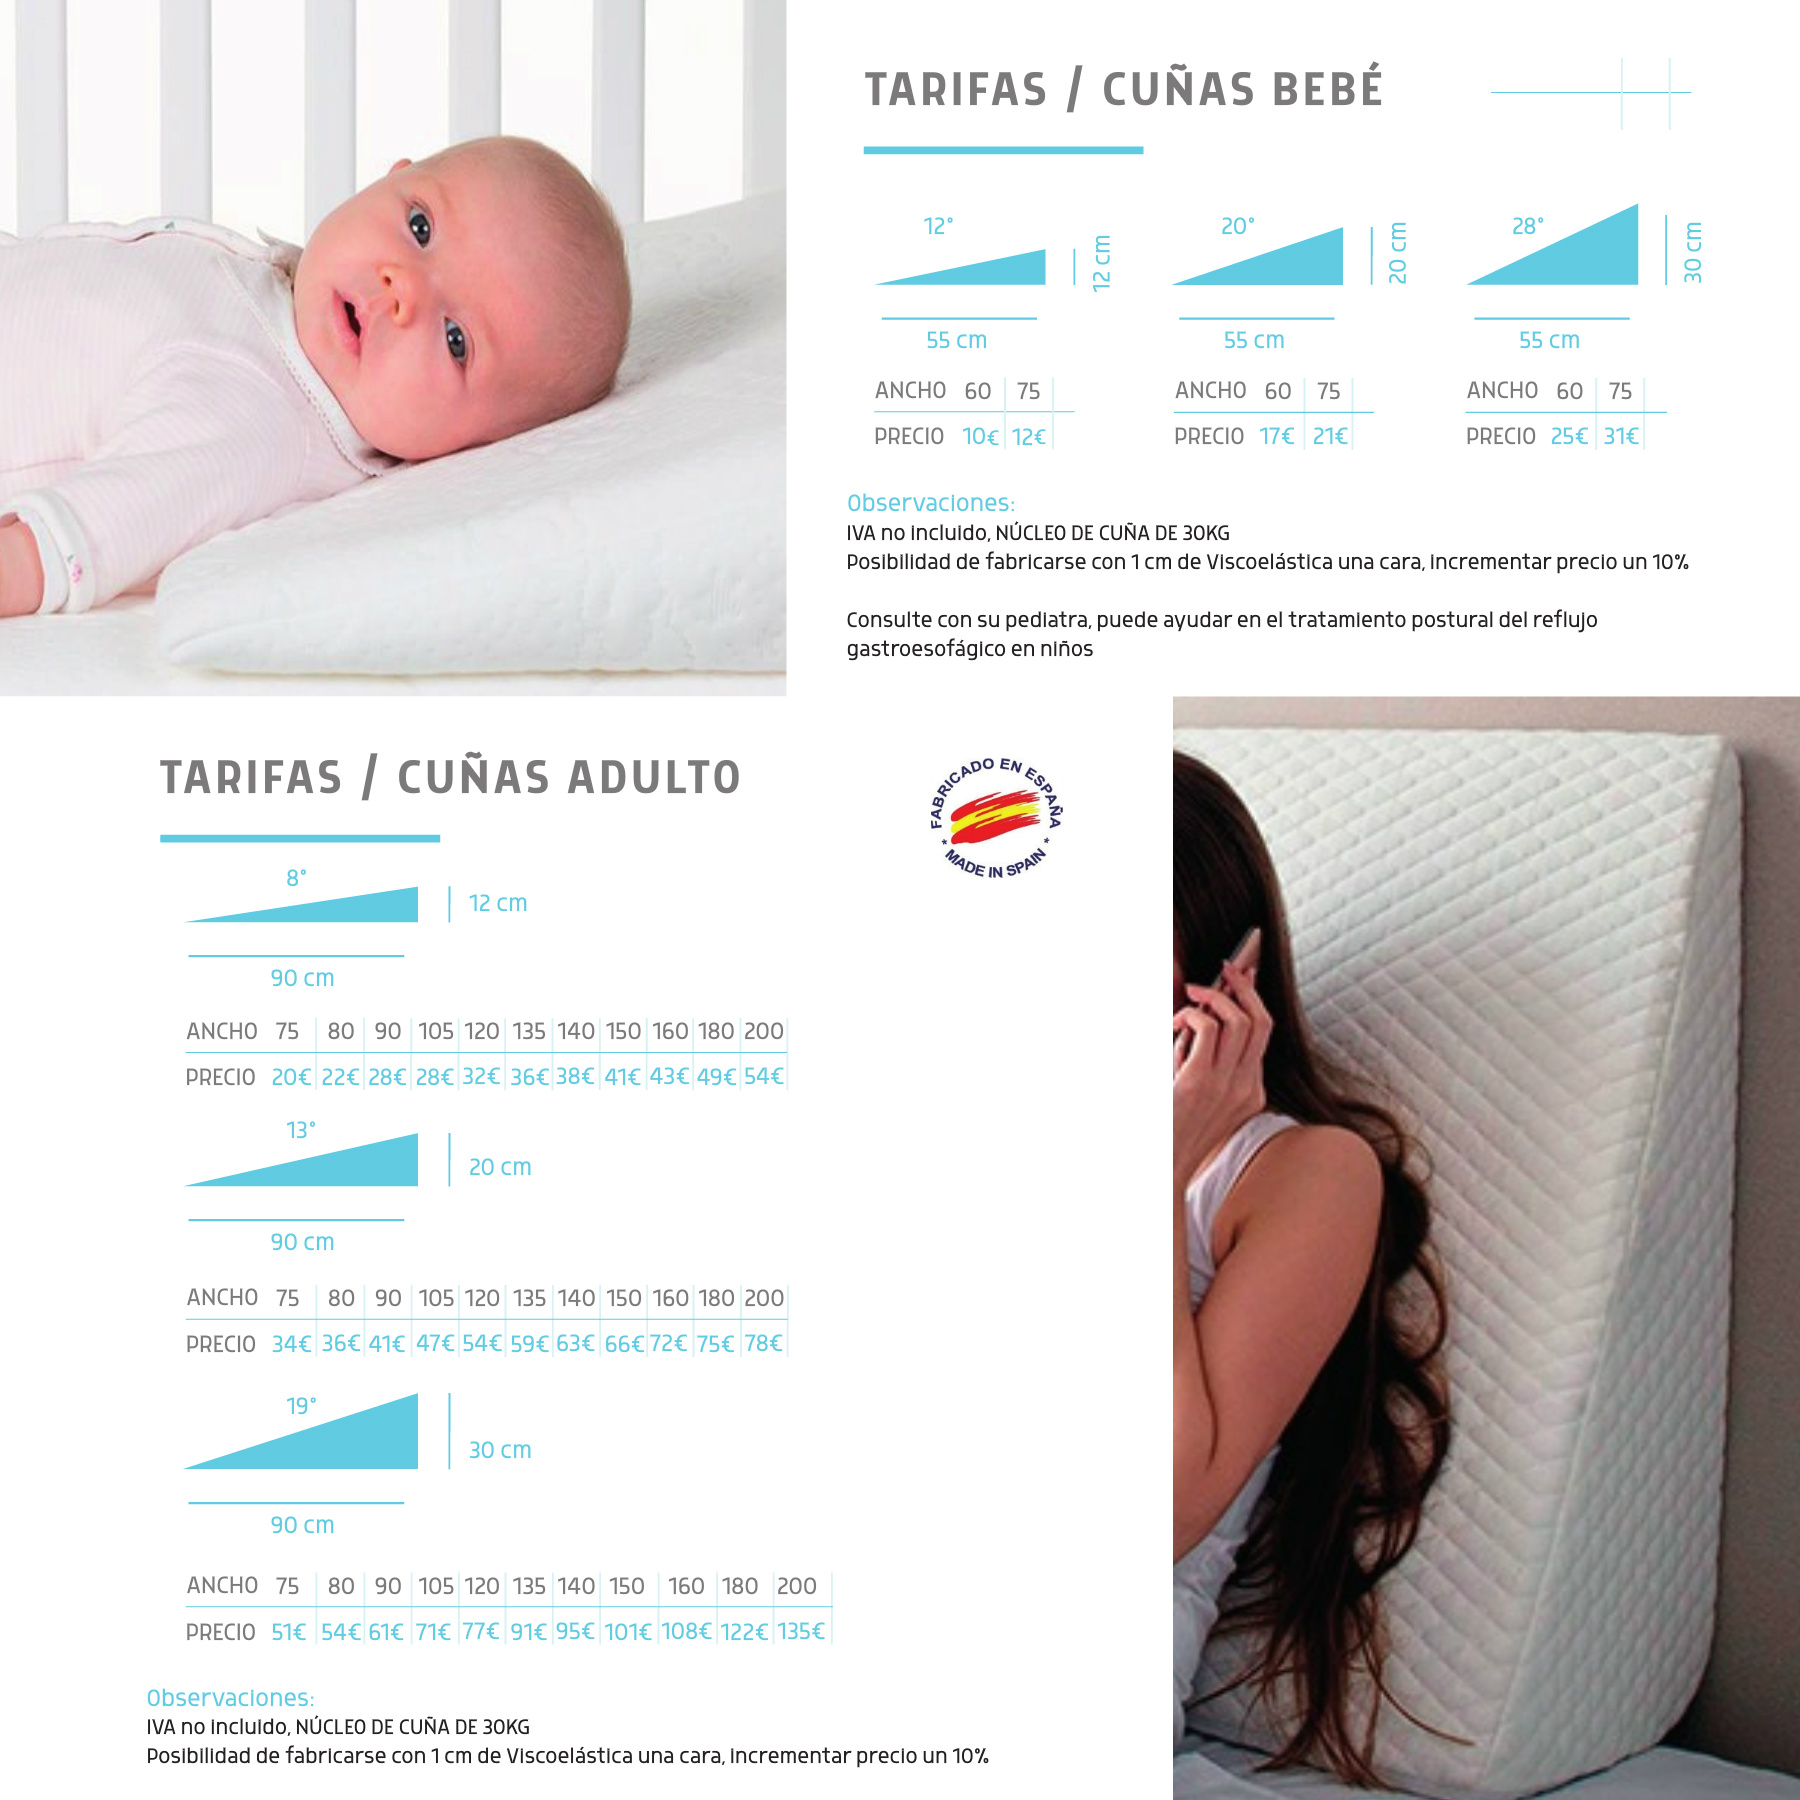 TARIFAS / CUÑAS BEBÉ
12°
12 cm
55 cm
20°
20 cm
55 cm
28°
30 cm
55 cm
ANCHO 60 75
PRECIO 10€ 12€
ANCHO 60 75
PRECIO 17€ 21€
ANCHO 60 75
PRECIO 25€ 31€
Observaciones:
IVA no incluido, NÚCLEO DE CUÑA DE 30KG
Posibilidad de fabricarse con 1 cm de Viscoelástica una cara, incrementar precio un 10%
Consulte con su pediatra, puede ayudar en el tratamiento postural del reflujo
gastroesofágico en niños
TARIFAS / CUÑAS ADULTO
FABRICADO EN ESPAÑA
* MADE IN SPAIN *
8°
12 cm
90 cm
ANCHO 75 80 90 105 120 135 140 150 160 180 200
PRECIO 20€ 22€ 28€ 28€ 32€ 36€ 38€ 41€ 43€ 49€ 54€
13°
20 cm
90 cm
ANCHO 75 80 90 105 120 135 140 150 160 180 200
PRECIO 34€ 36€ 41€ 47€ 54€ 59€ 63€ 66€ 72€ 75€ 78€
19°
30 cm
90 cm
ANCHO 75 80 90 105 120 135 140 150 160 180 200
PRECIO 51€ 54€ 61€ 71€ 77€ 91€ 95€ 101€ 108€ 122€ 135€
Observaciones:
IVA no incluido, NÚCLEO DE CUÑA DE 30KG
Posibilidad de fabricarse con 1 cm de Viscoelástica una cara, incrementar precio un 10%